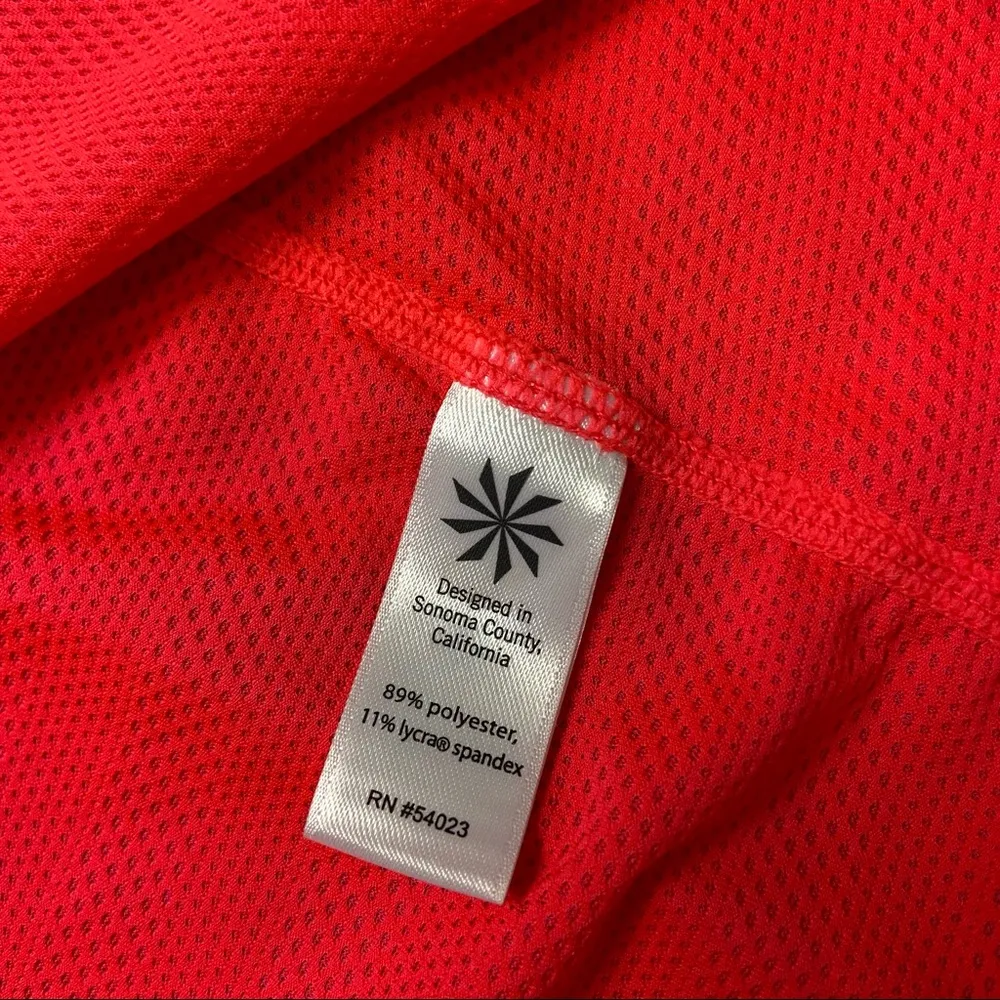 Designed in
Sonoma County,
California
89% polyester,
11% lycra® spandex
RN #54023